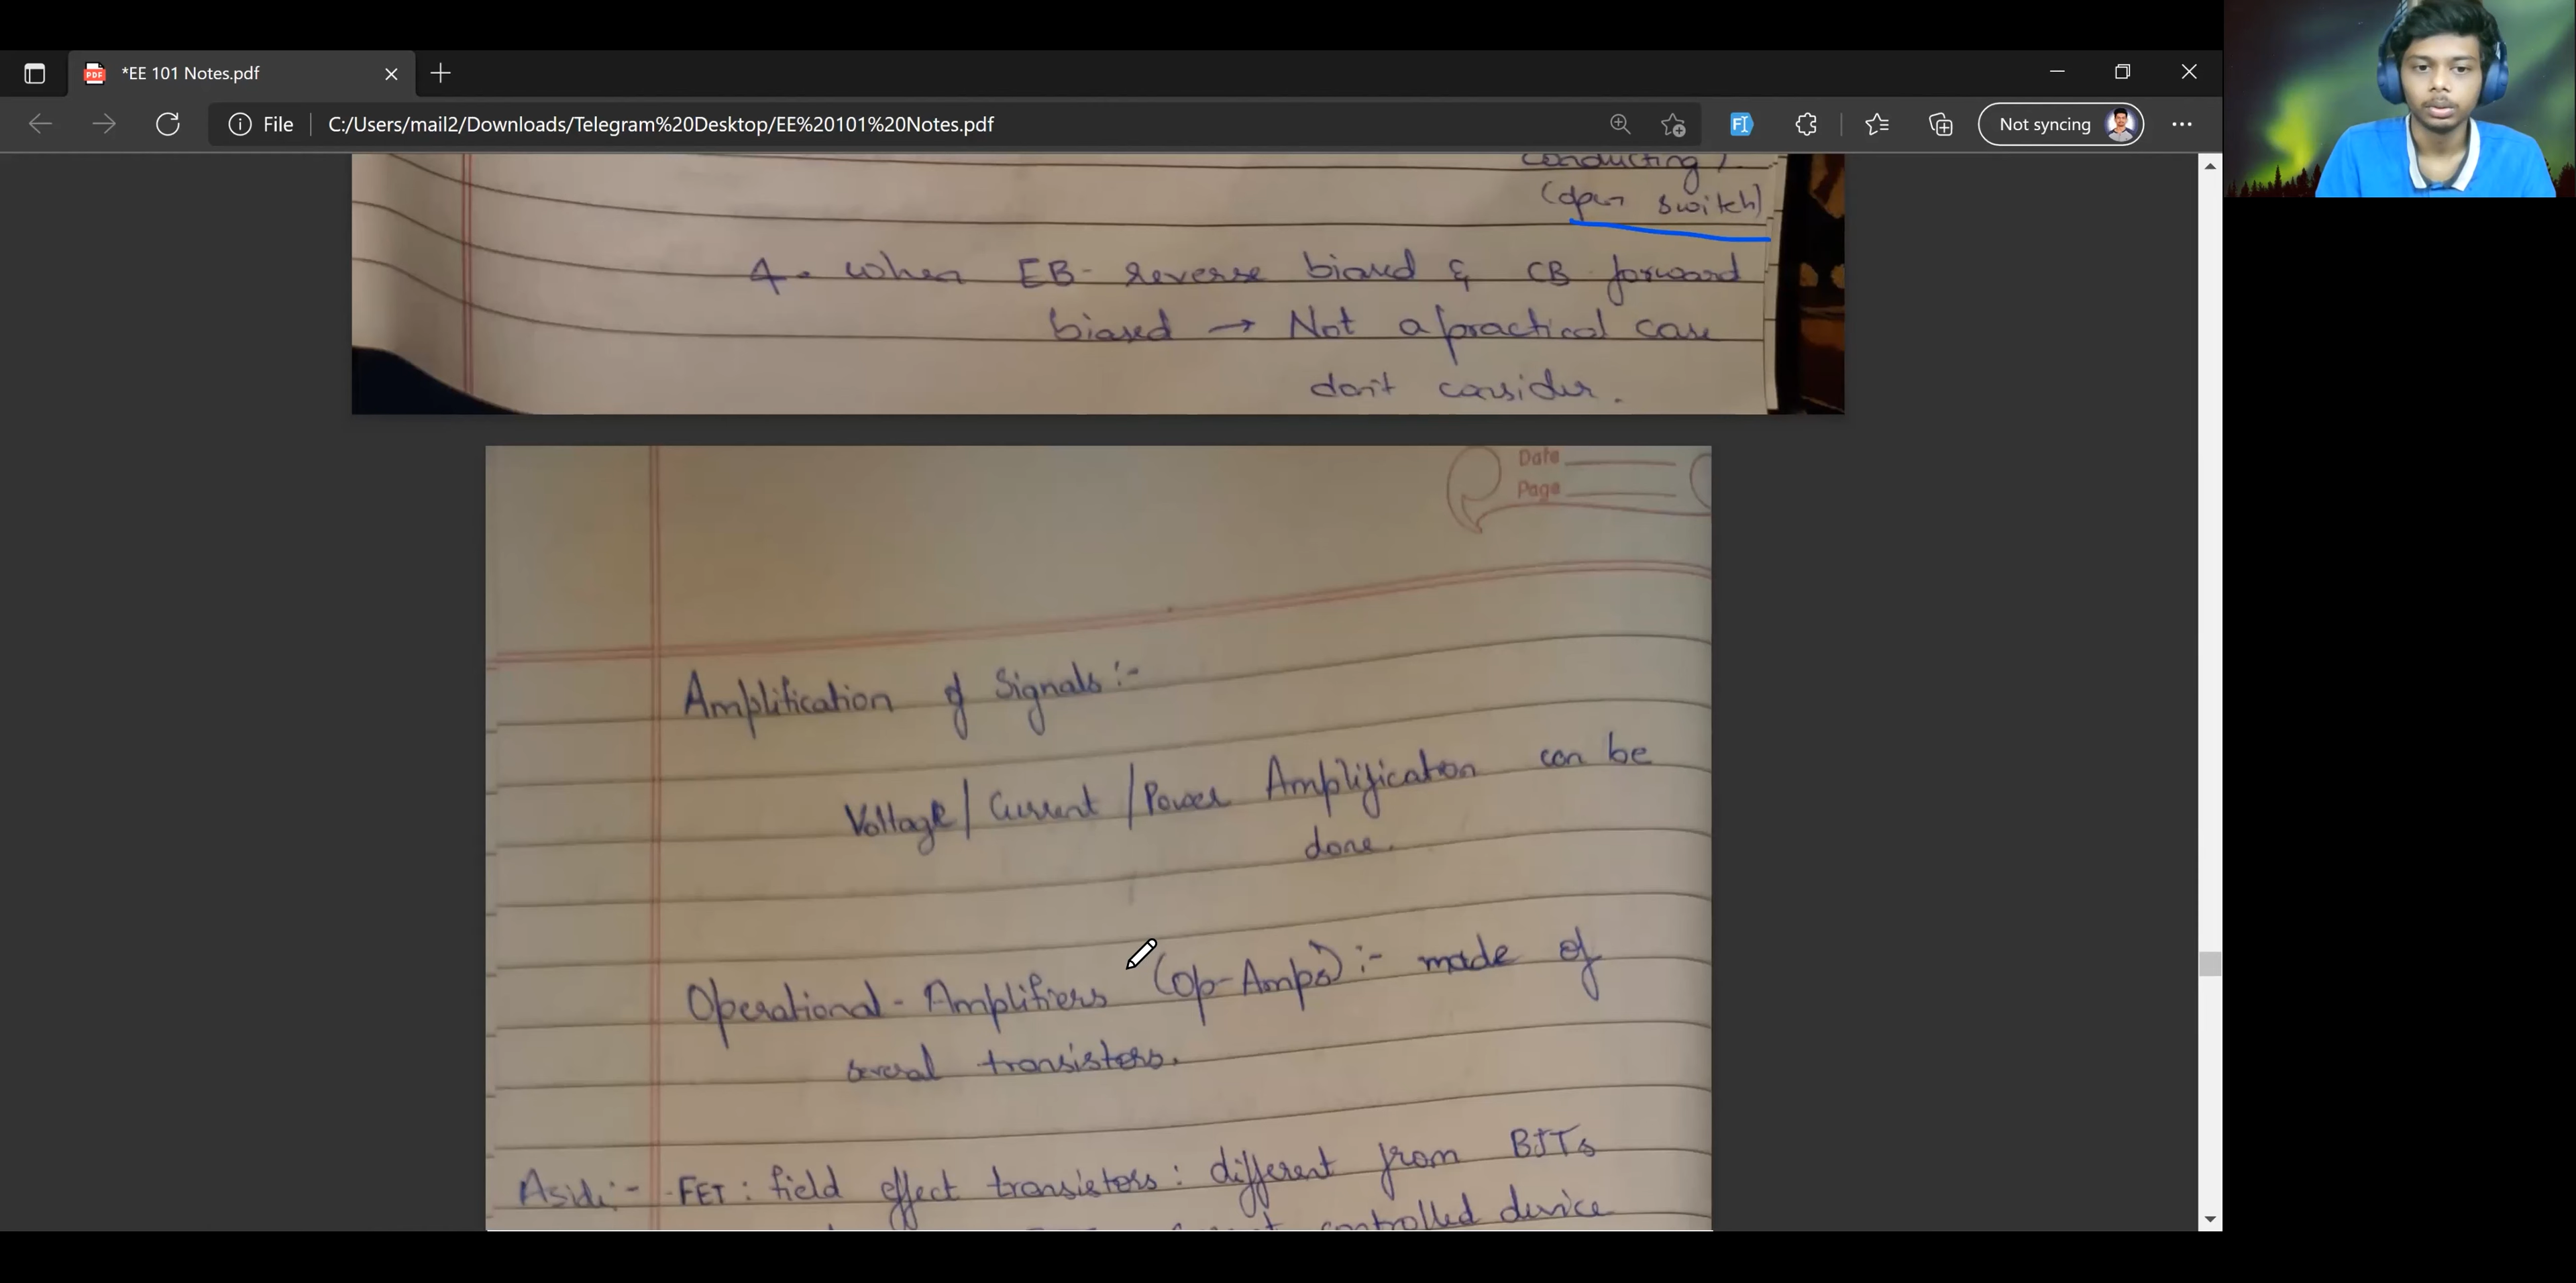 *EE 101 Notes.pdf
File
C:/Users/mail2/Downloads/Telegram%20Desktop/EE%20101%20Notes.pdf
Not syncing
conducting).
(open switch)
4. When EB- reverse biased & CB forward
biased → Not a practical case
don't consider.
Date
Page
Amplification of Signals :-
Voltage / Current / Power Amplification can be
done.
Operational - Amplifiers (Op-Amps) :- made of
several transistors.
Aside :- FET : field effect transistors : different from BJTs
controlled device